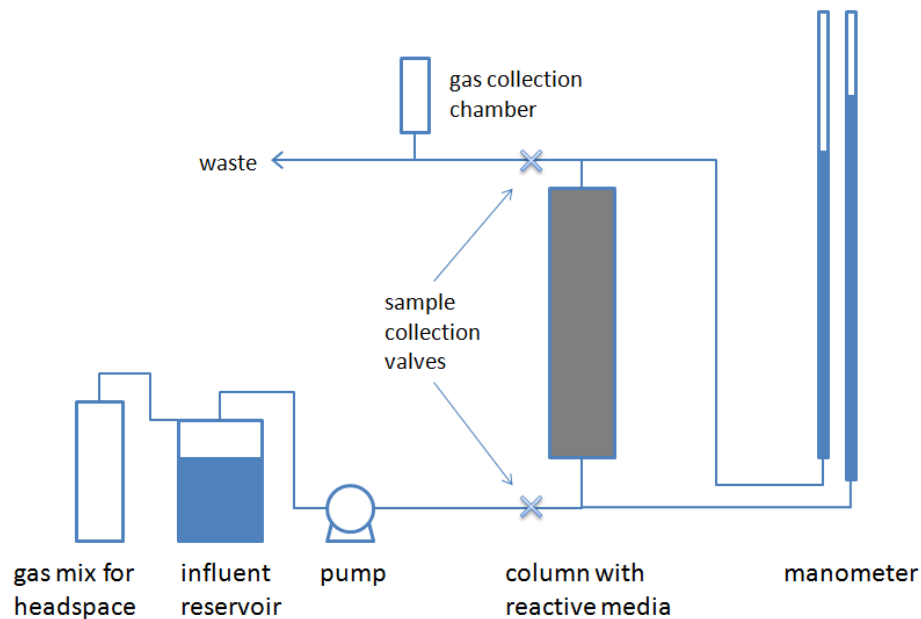 gas collection
chamber
waste
sample
collection
valves
gas mix for
headspace
influent
reservoir
pump
column with
reactive media
manometer